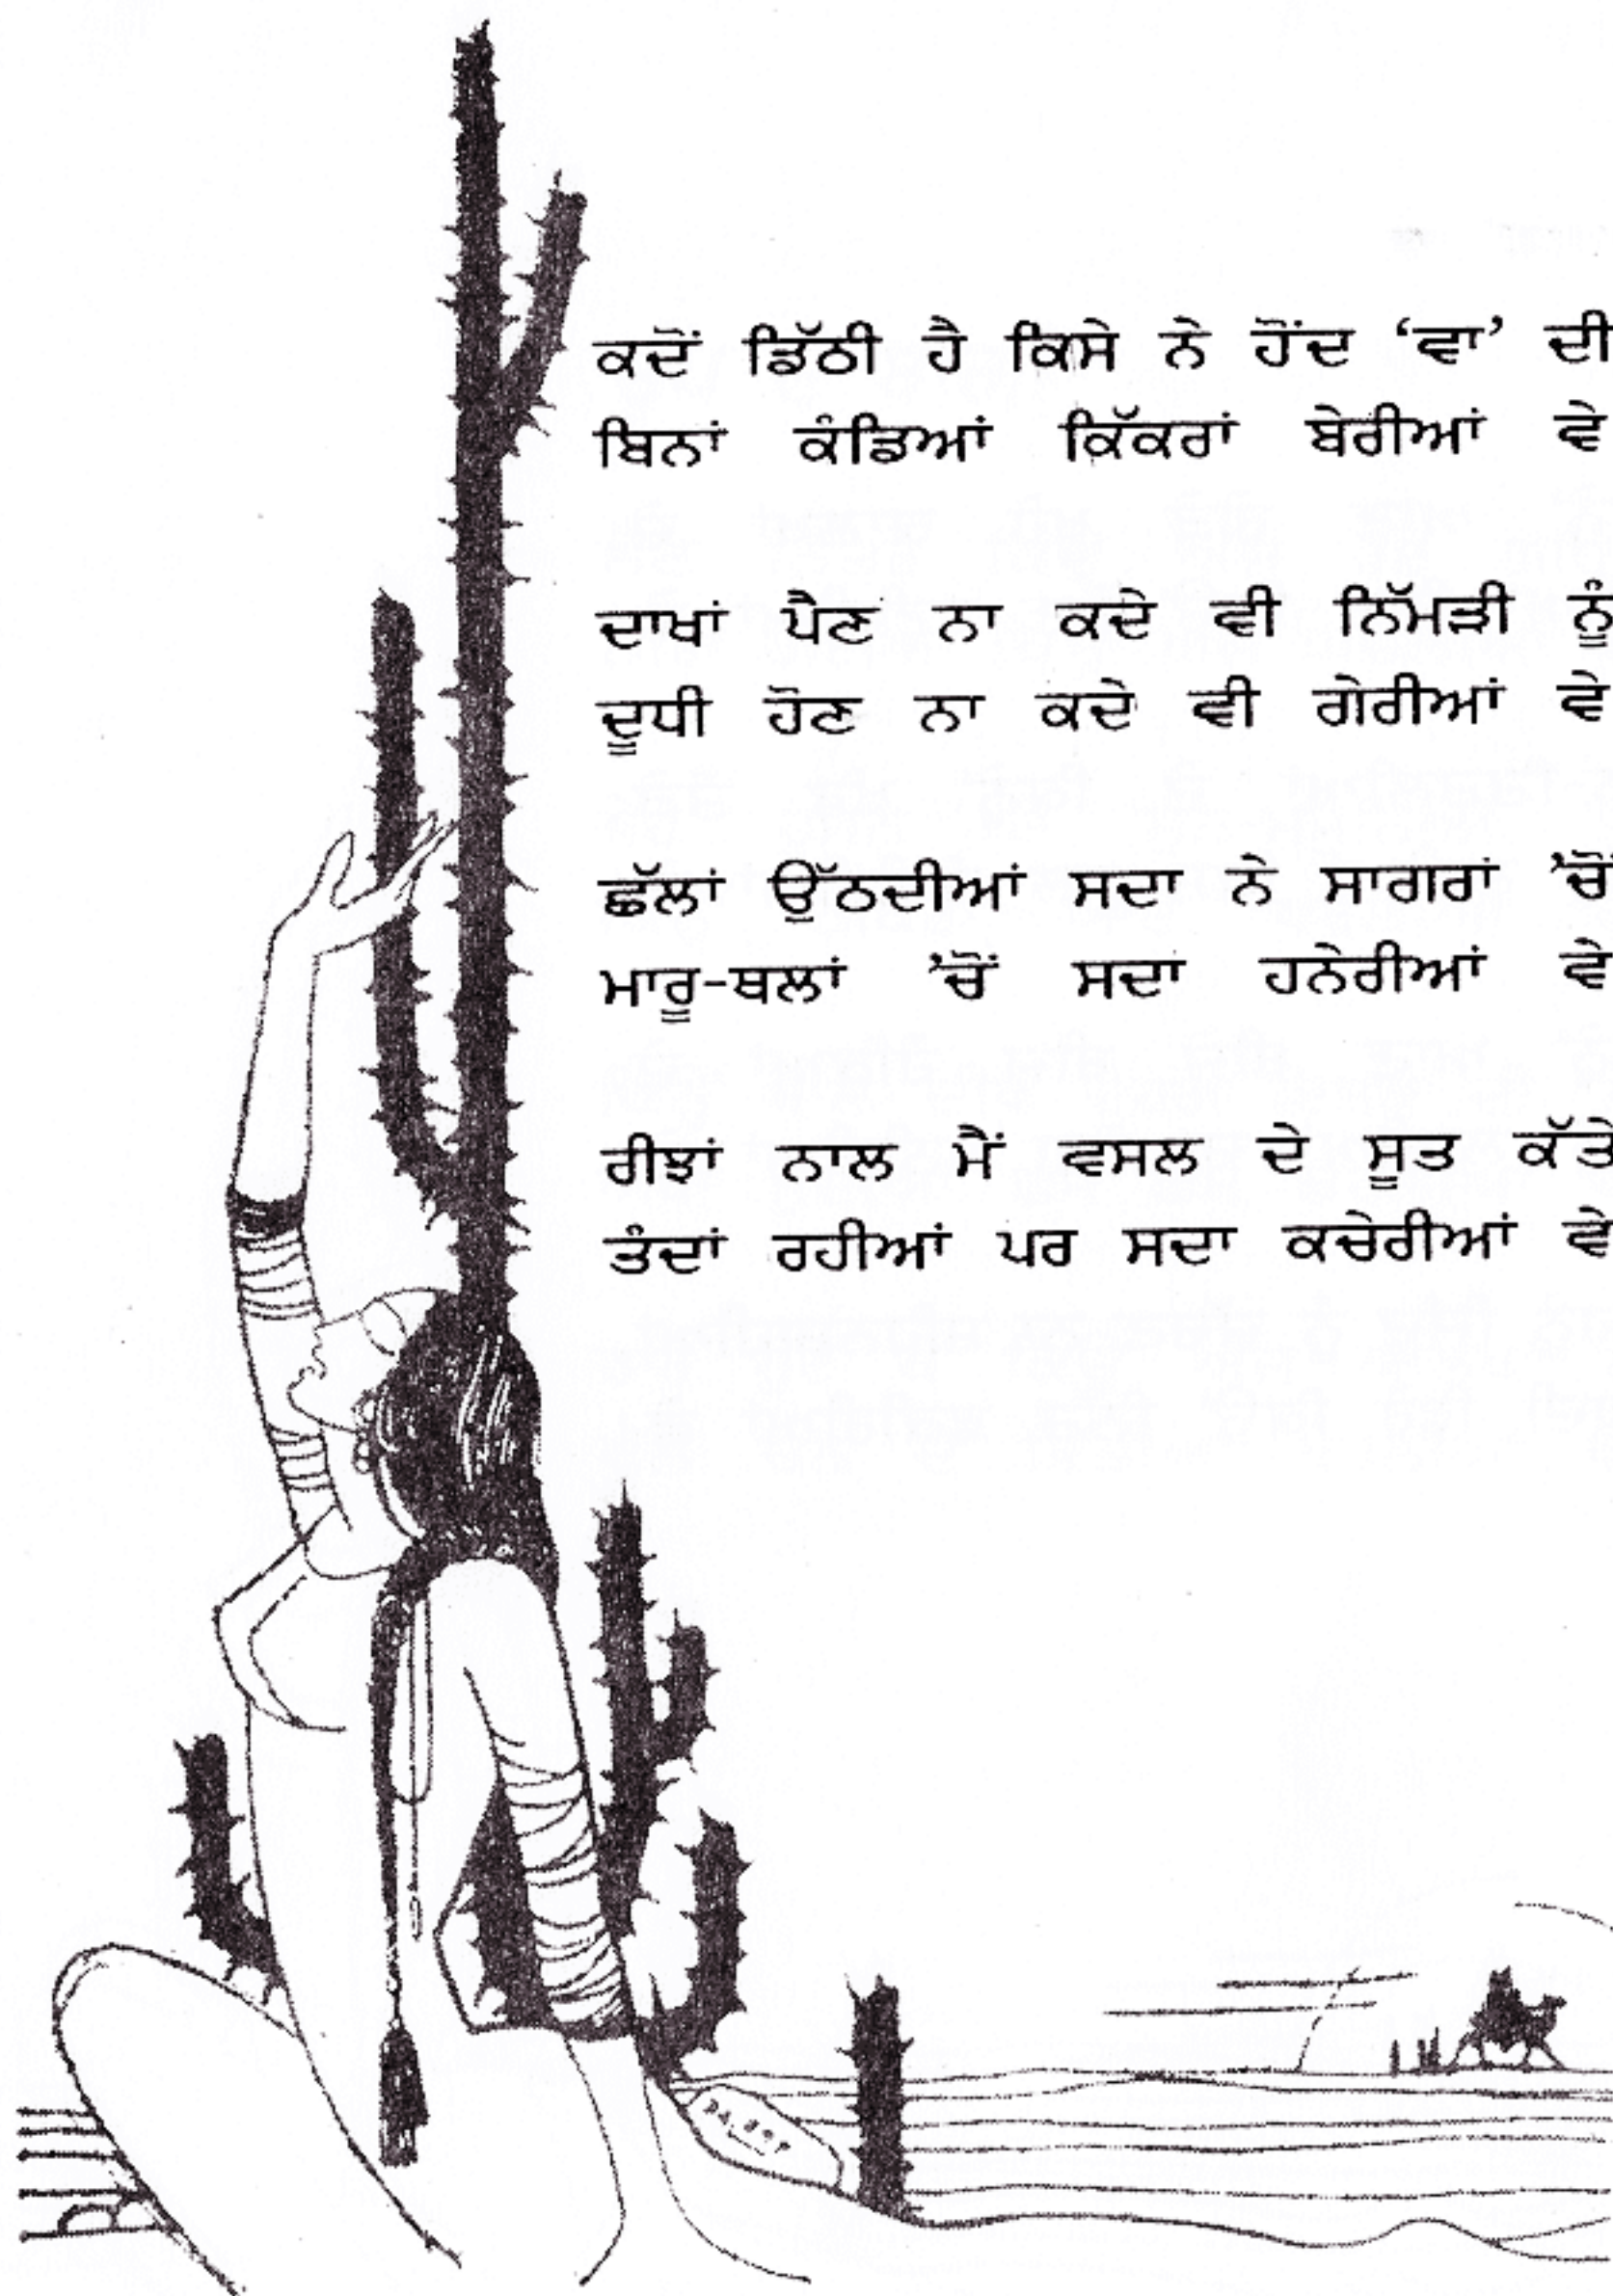 ਕਦੋਂ ਡਿੱਠੀ ਹੈ ਕਿਸੇ ਨੇ ਹੋਂਦ ‘ਵਾ’ ਦੀ
ਬਿਨਾਂ ਕੰਡਿਆਂ ਕਿੱਕਰਾਂ ਬੇਰੀਆਂ ਵੇ
ਦਾਖਾਂ ਪੈਣ ਨਾ ਕਦੇ ਵੀ ਨਿੰਮੜੀ ਨੂੰ
ਦੂਧੀ ਹੋਣ ਨਾ ਕਦੇ ਵੀ ਗੇਰੀਆਂ ਵੇ
ਛੱਲਾਂ ਉੱਠਦੀਆਂ ਸਦਾ ਨੇ ਸਾਗਰਾਂ ’ਚੋਂ
ਮਾਰੂ-ਥਲਾਂ ’ਚੋਂ ਸਦਾ ਹਨੇਰੀਆਂ ਵੇ
ਰੀਝਾਂ ਨਾਲ ਮੈਂ ਵਸਲ ਦੇ ਸੂਤ ਕੱਤੇ
ਤੰਦਾਂ ਰਹੀਆਂ ਪਰ ਸਦਾ ਕਚੇਰੀਆਂ ਵੇ